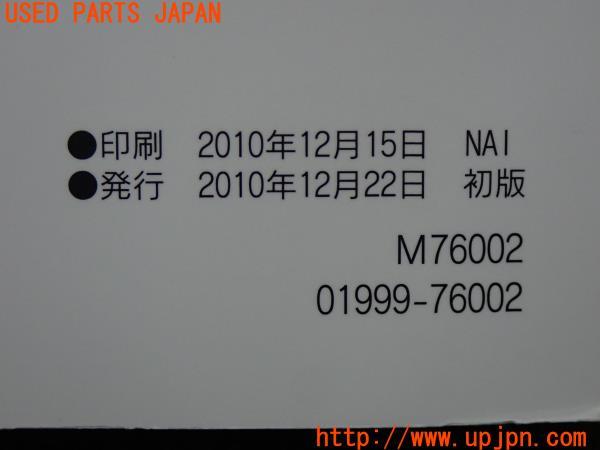 USED PARTS JAPAN
●印刷 2010年12月15日 NAI
●発行 2010年12月22日 初版
M76002
01999-76002
http://www.upjpn.com/